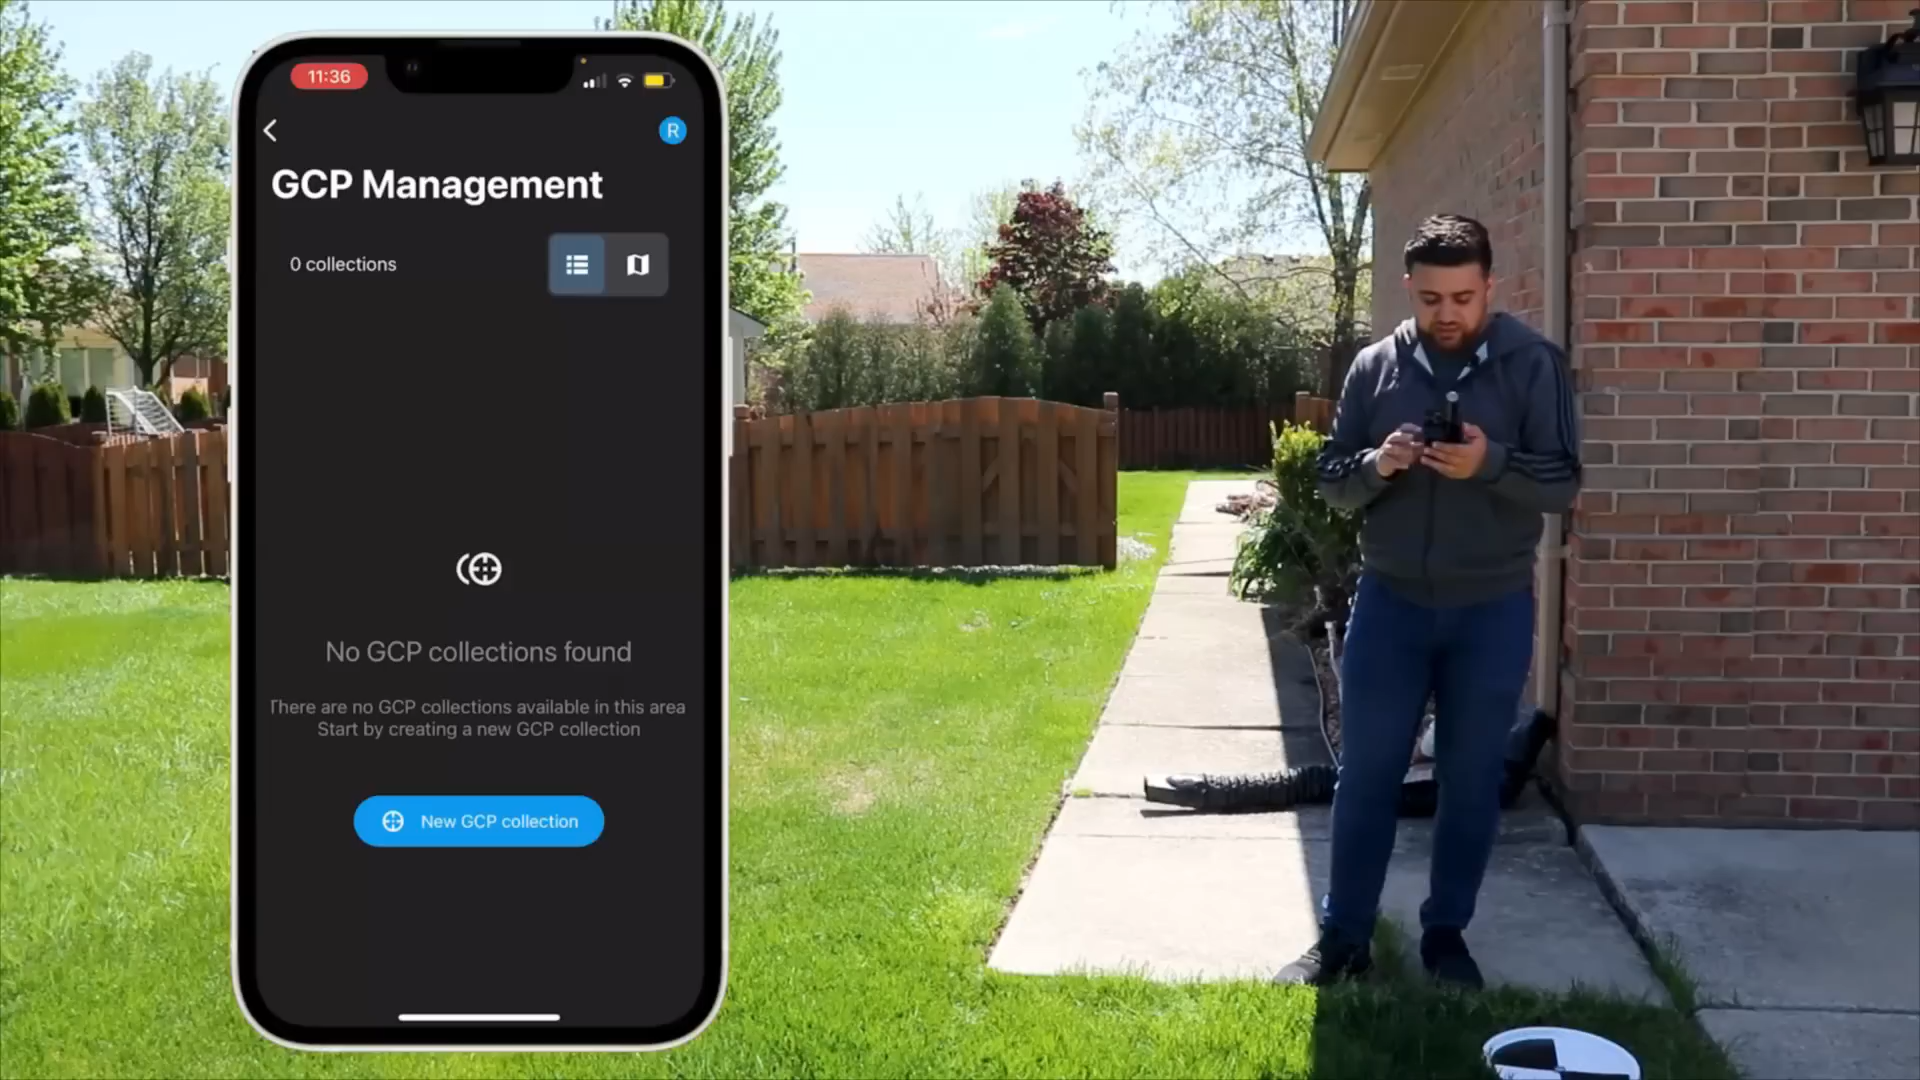 11:36
R
GCP Management
0 collections
No GCP collections found
There are no GCP collections available in this area
Start by creating a new GCP collection
New GCP collection